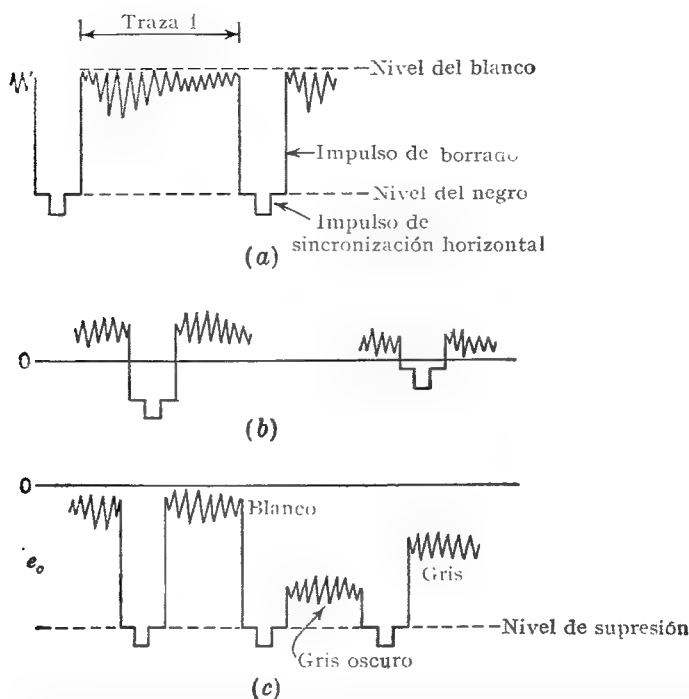 Traza 1
Nivel del blanco
Impulso de borrado
Nivel del negro
Impulso de
sincronización horizontal
(a)
0
(b)
0
Blanco
e₀
Gris
Nivel de supresión
Gris oscuro
(c)